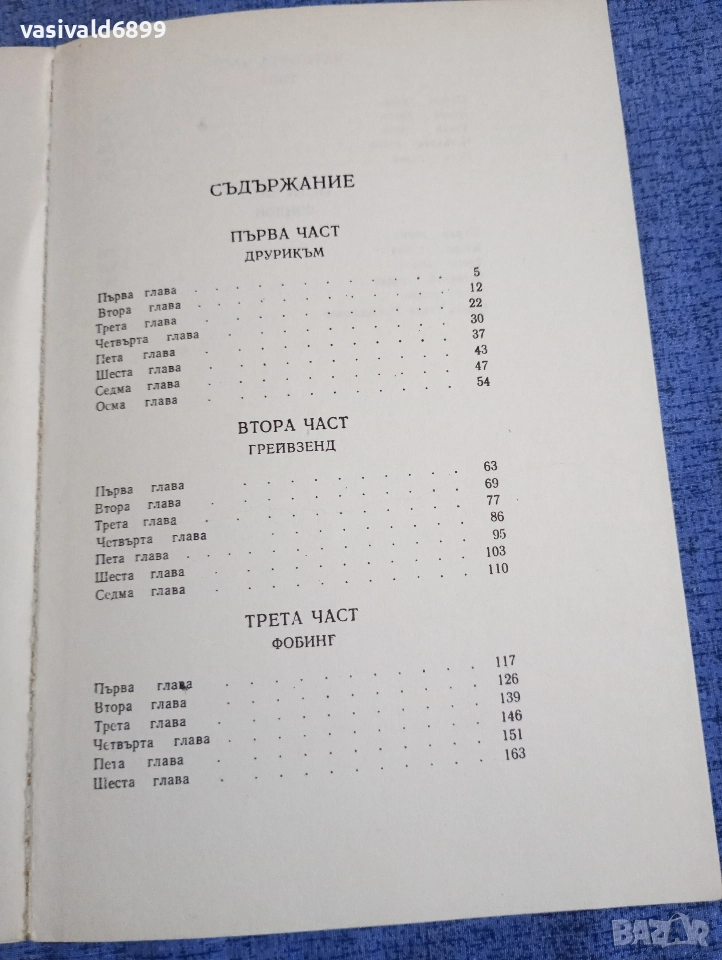 vasivald6899
СЪДЪРЖАНИЕ
ПЪРВА ЧАСТ
ДРУРИКЪМ
Първа глава . . . . . . . . . . . 5
Втора глава . . . . . . . . . . . 12
Трета глава . . . . . . . . . . . 22
Четвърта глава . . . . . . . . . . 30
Пета глава . . . . . . . . . . . 37
Шеста глава . . . . . . . . . . . 43
Седма глава . . . . . . . . . . . 47
Осма глава . . . . . . . . . . . 54
ВТОРА ЧАСТ
ГРЕЙВЗЕНД
Първа глава . . . . . . . . . . 63
Втора глава . . . . . . . . . . . 69
Трета глава . . . . . . . . . . . 77
Четвърта глава . . . . . . . . . . 86
Пета глава . . . . . . . . . . . 95
Шеста глава . . . . . . . . . . . 103
Седма глава . . . . . . . . . . . 110
ТРЕТА ЧАСТ
ФОБИНГ
Първа глава . . . . . . . . . . . 117
Втора глава . . . . . . . . . . . 126
Трета глава . . . . . . . . . . . 139
Четвърта глава . . . . . . . . . . 146
Пета глава . . . . . . . . . . . 151
Шеста глава . . . . . . . . . . . 163
BAZAR